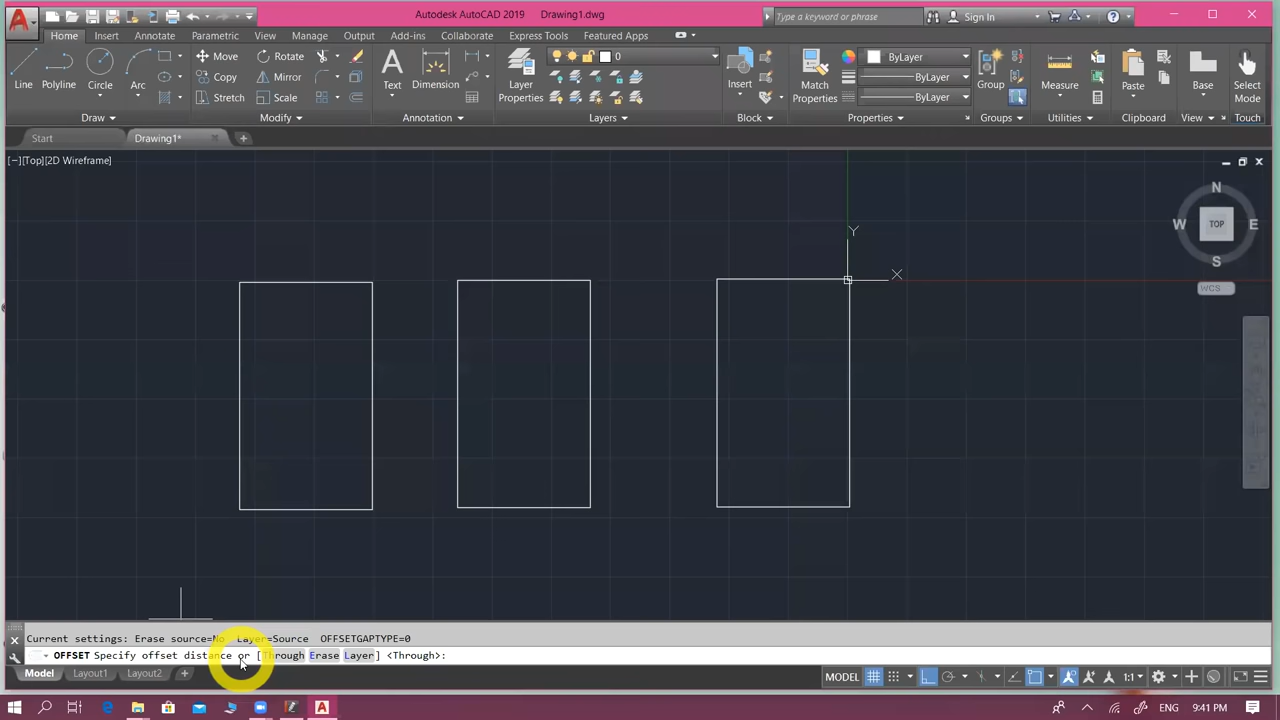 A
Autodesk AutoCAD 2019 Drawing1.dwg
Type a keyword or phrase
Sign In
Home Insert Annotate Parametric View Manage Output Add-ins Collaborate Express Tools Featured Apps
Line Polyline Circle Arc
Move Rotate
Copy Mirror
Stretch Scale
A Text Dimension
Layer Properties
0
Insert
Match Properties
ByLayer
ByLayer
ByLayer
Group
Measure
Paste
Base
Select Mode
Draw Modify Annotation Layers Block Properties Groups Utilities Clipboard View Touch
Start Drawing1*
[−][Top][2D Wireframe]
N
W TOP E
S
WCS
Y
X
Current settings: Erase source=No Layer=Source OFFSETGAPTYPE=0
OFFSET Specify offset distance or [Through Erase Layer] <Through>:
Model Layout1 Layout2
MODEL
1:1
ENG 9:41 PM